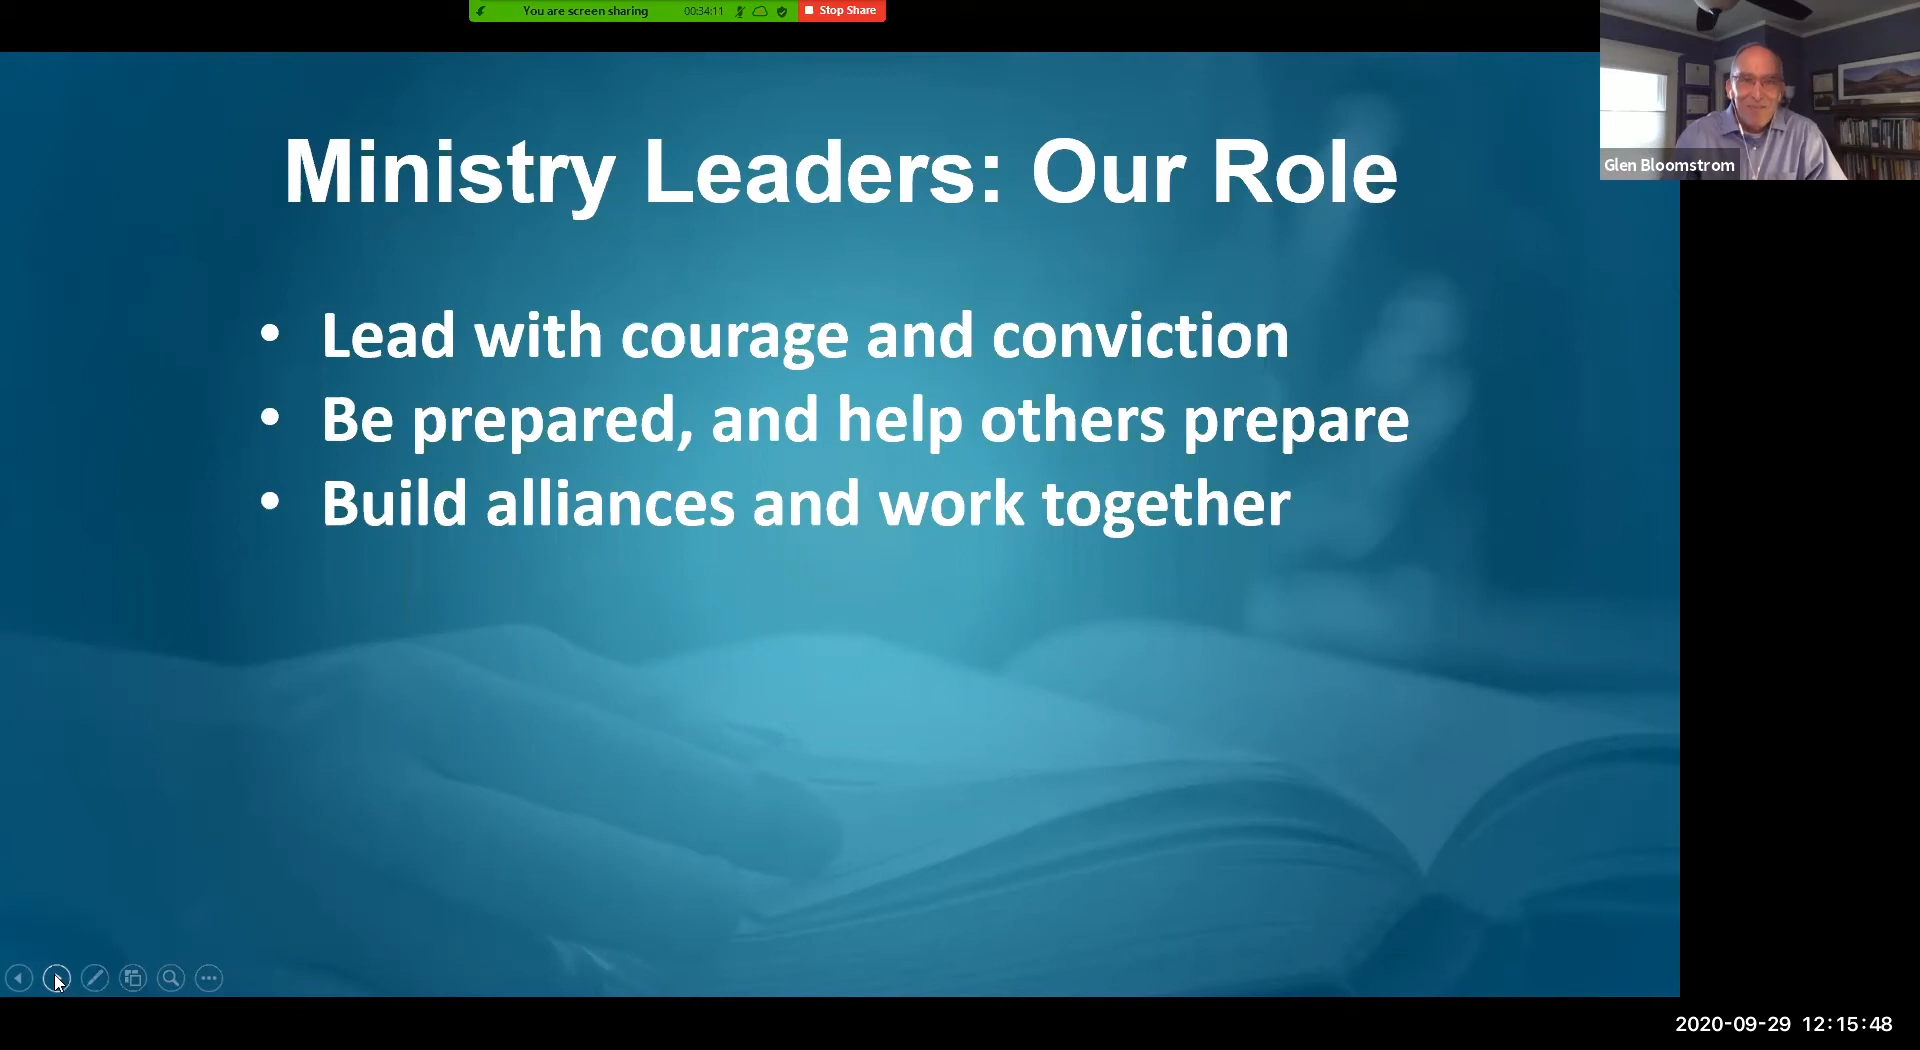 You are screen sharing 00:34:11 Stop Share
Ministry Leaders: Our Role
Glen Bloomstrom
• Lead with courage and conviction
• Be prepared, and help others prepare
• Build alliances and work together
2020-09-29 12:15:48